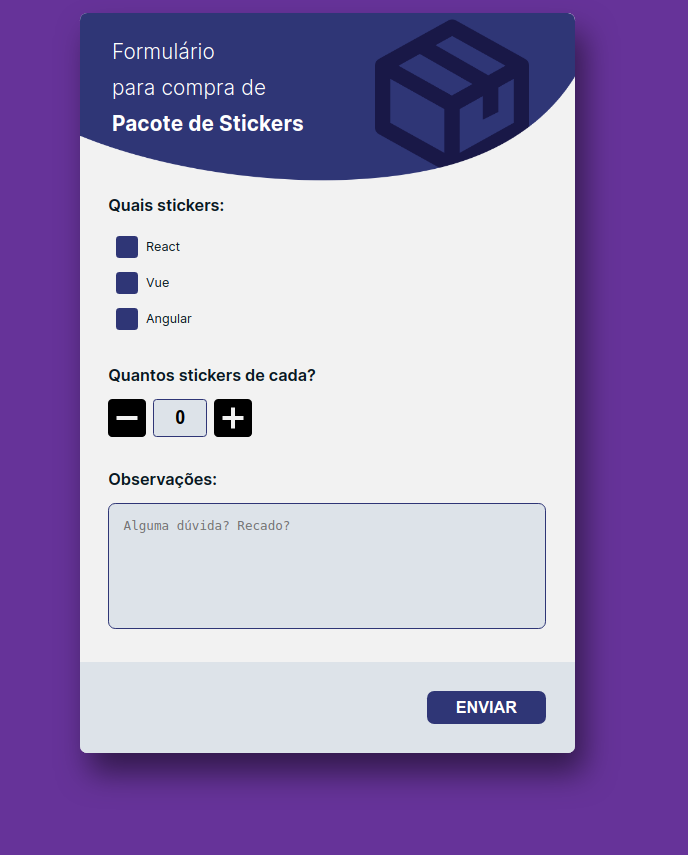 Formulário
para compra de
Pacote de Stickers
Quais stickers:
React
Vue
Angular
Quantos stickers de cada?
0
Observações:
Alguma dúvida? Recado?
ENVIAR